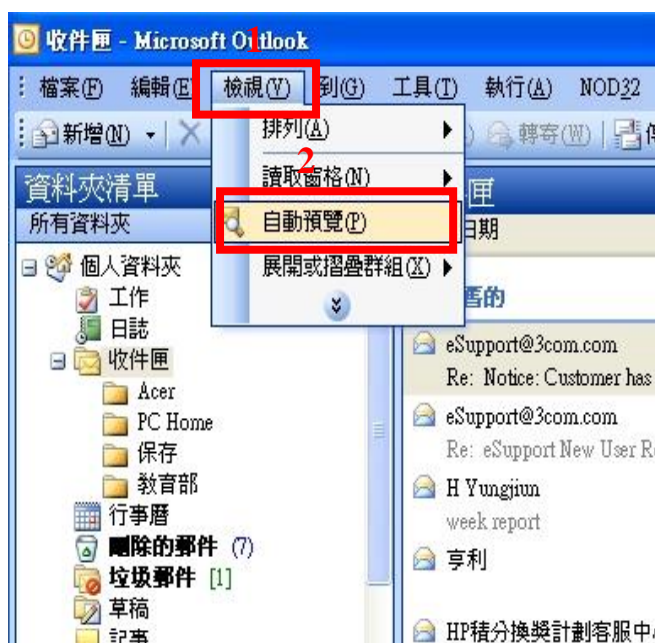 收件匣 - Microsoft Outlook
1
檔案(F) 編輯(E) 檢視(V) 到(G) 工具(T) 執行(A) NOD32
新增(N) 轉寄(W)
排列(A)
2
讀取窗格(N)
自動預覽(P)
展開或摺疊群組(X)
資料夾清單
所有資料夾
個人資料夾
工作
日誌
收件匣
Acer
PC Home
保存
教育部
行事曆
刪除的郵件 (7)
垃圾郵件 [1]
草稿
記事
匣
日期
舊的
eSupport@3com.com
Re: Notice: Customer has
eSupport@3com.com
Re: eSupport New User
H Yungjiun
week report
亨利
HP積分換獎計劃客服中